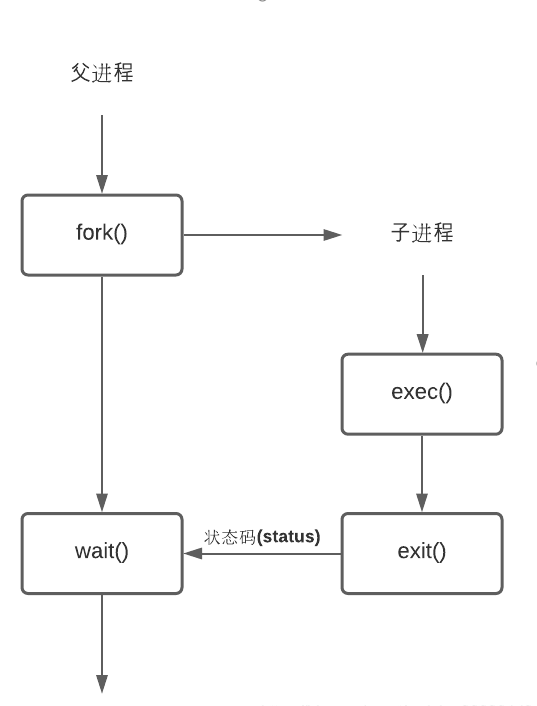 父进程
fork()
子进程
exec()
wait()
状态码(status)
exit()